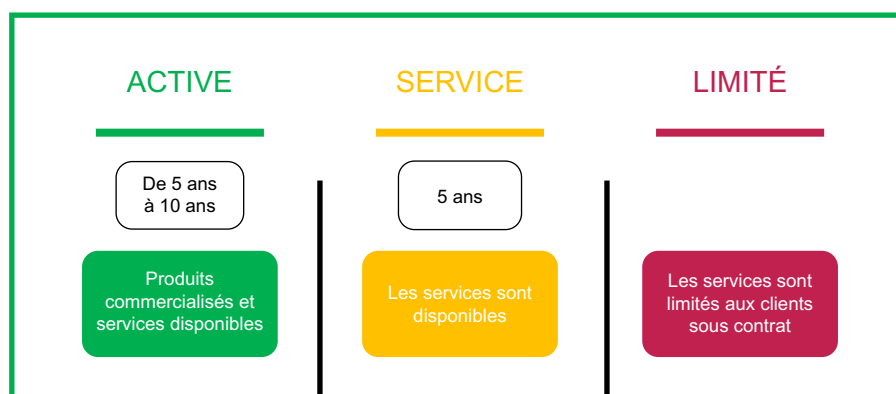 ACTIVE
SERVICE
LIMITÉ
De 5 ans
à 10 ans
5 ans
Produits
commercialisés et
services disponibles
Les services sont
disponibles
Les services sont
limités aux clients
sous contrat